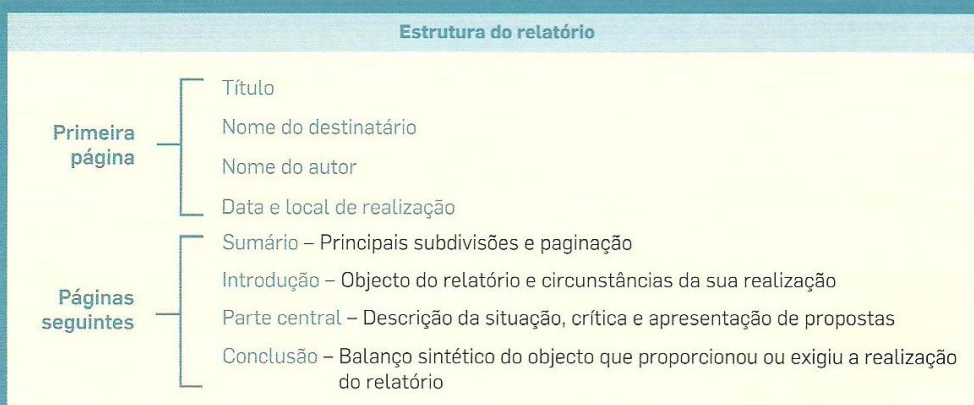 Estrutura do relatório
Primeira
página
Título
Nome do destinatário
Nome do autor
Data e local de realização
Páginas
seguintes
Sumário – Principais subdivisões e paginação
Introdução – Objecto do relatório e circunstâncias da sua realização
Parte central – Descrição da situação, crítica e apresentação de propostas
Conclusão – Balanço sintético do objecto que proporcionou ou exigiu a realização
do relatório